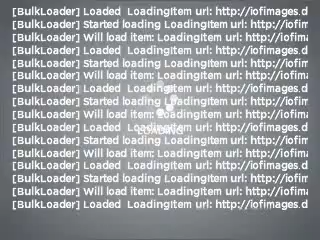 [BulkLoader] Loaded  LoadingItem url: http://iofimages.d
[BulkLoader] Started loading LoadingItem url: http://iofim
[BulkLoader] Will load item: LoadingItem url: http://iofima
[BulkLoader] Loaded  LoadingItem url: http://iofimages.d
[BulkLoader] Started loading LoadingItem url: http://iofim
[BulkLoader] Will load item: LoadingItem url: http://iofima
[BulkLoader] Loaded  LoadingItem url: http://iofimages.d
[BulkLoader] Started loading LoadingItem url: http://iofim
[BulkLoader] Will load item: LoadingItem url: http://iofima
[BulkLoader] Loaded  LoadingItem url: http://iofimages.d
LOADING
[BulkLoader] Started loading LoadingItem url: http://iofim
[BulkLoader] Will load item: LoadingItem url: http://iofima
[BulkLoader] Loaded  LoadingItem url: http://iofimages.d
[BulkLoader] Started loading LoadingItem url: http://iofim
[BulkLoader] Will load item: LoadingItem url: http://iofima
[BulkLoader] Loaded  LoadingItem url: http://iofimages.d